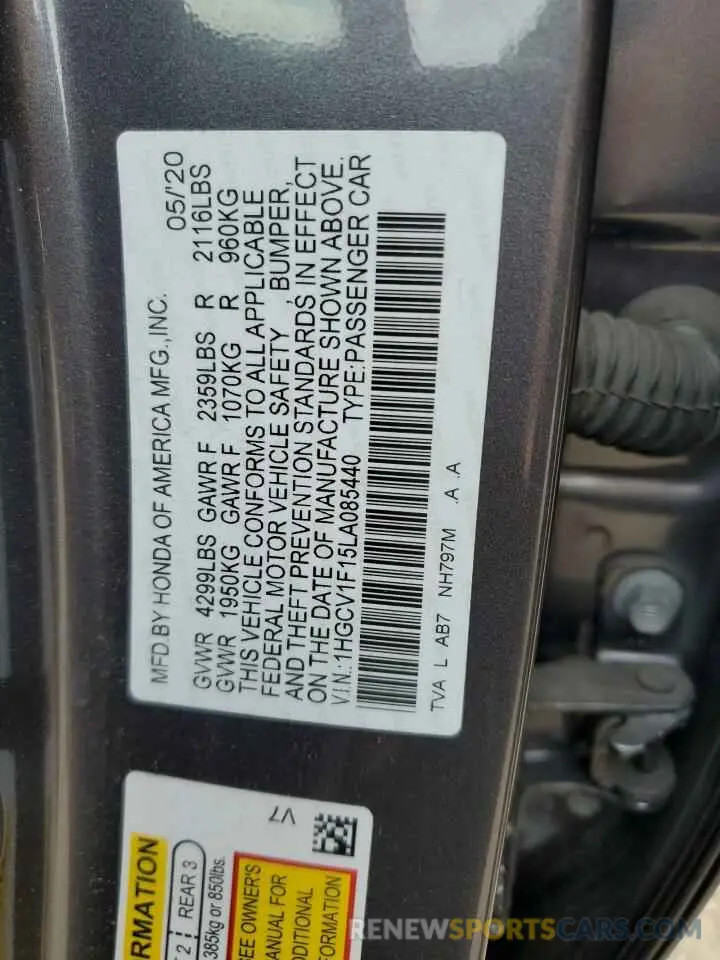 MFD. BY HONDA OF AMERICA MFG., INC. 05/'20
GVWR 4299LBS GAWR F 2359LBS R 2116LBS
GVWR 1950KG GAWR F 1070KG R 960KG
THIS VEHICLE CONFORMS TO ALL APPLICABLE
FEDERAL MOTOR VEHICLE SAFETY , BUMPER,
AND THEFT PREVENTION STANDARDS IN EFFECT
ON THE DATE OF MANUFACTURE SHOWN ABOVE.
V.I.N.:1HGCV1F15LA085440 TYPE:PASSENGER CAR
TVA L AB7 NH797M .A .A
V7
RMATION
2 REAR 3
385kg or 850lbs.
EE OWNER'S
ANUAL FOR
DDITIONAL
FORMATION
RENEWSPORTSCARS.COM